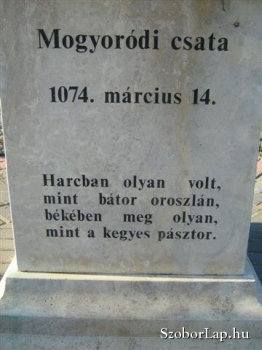 Mogyoródi csata
1074. március 14.
Harcban olyan volt,
mint bátor oroszlán,
békében meg olyan,
mint a kegyes pásztor.
SzoborLap.hu